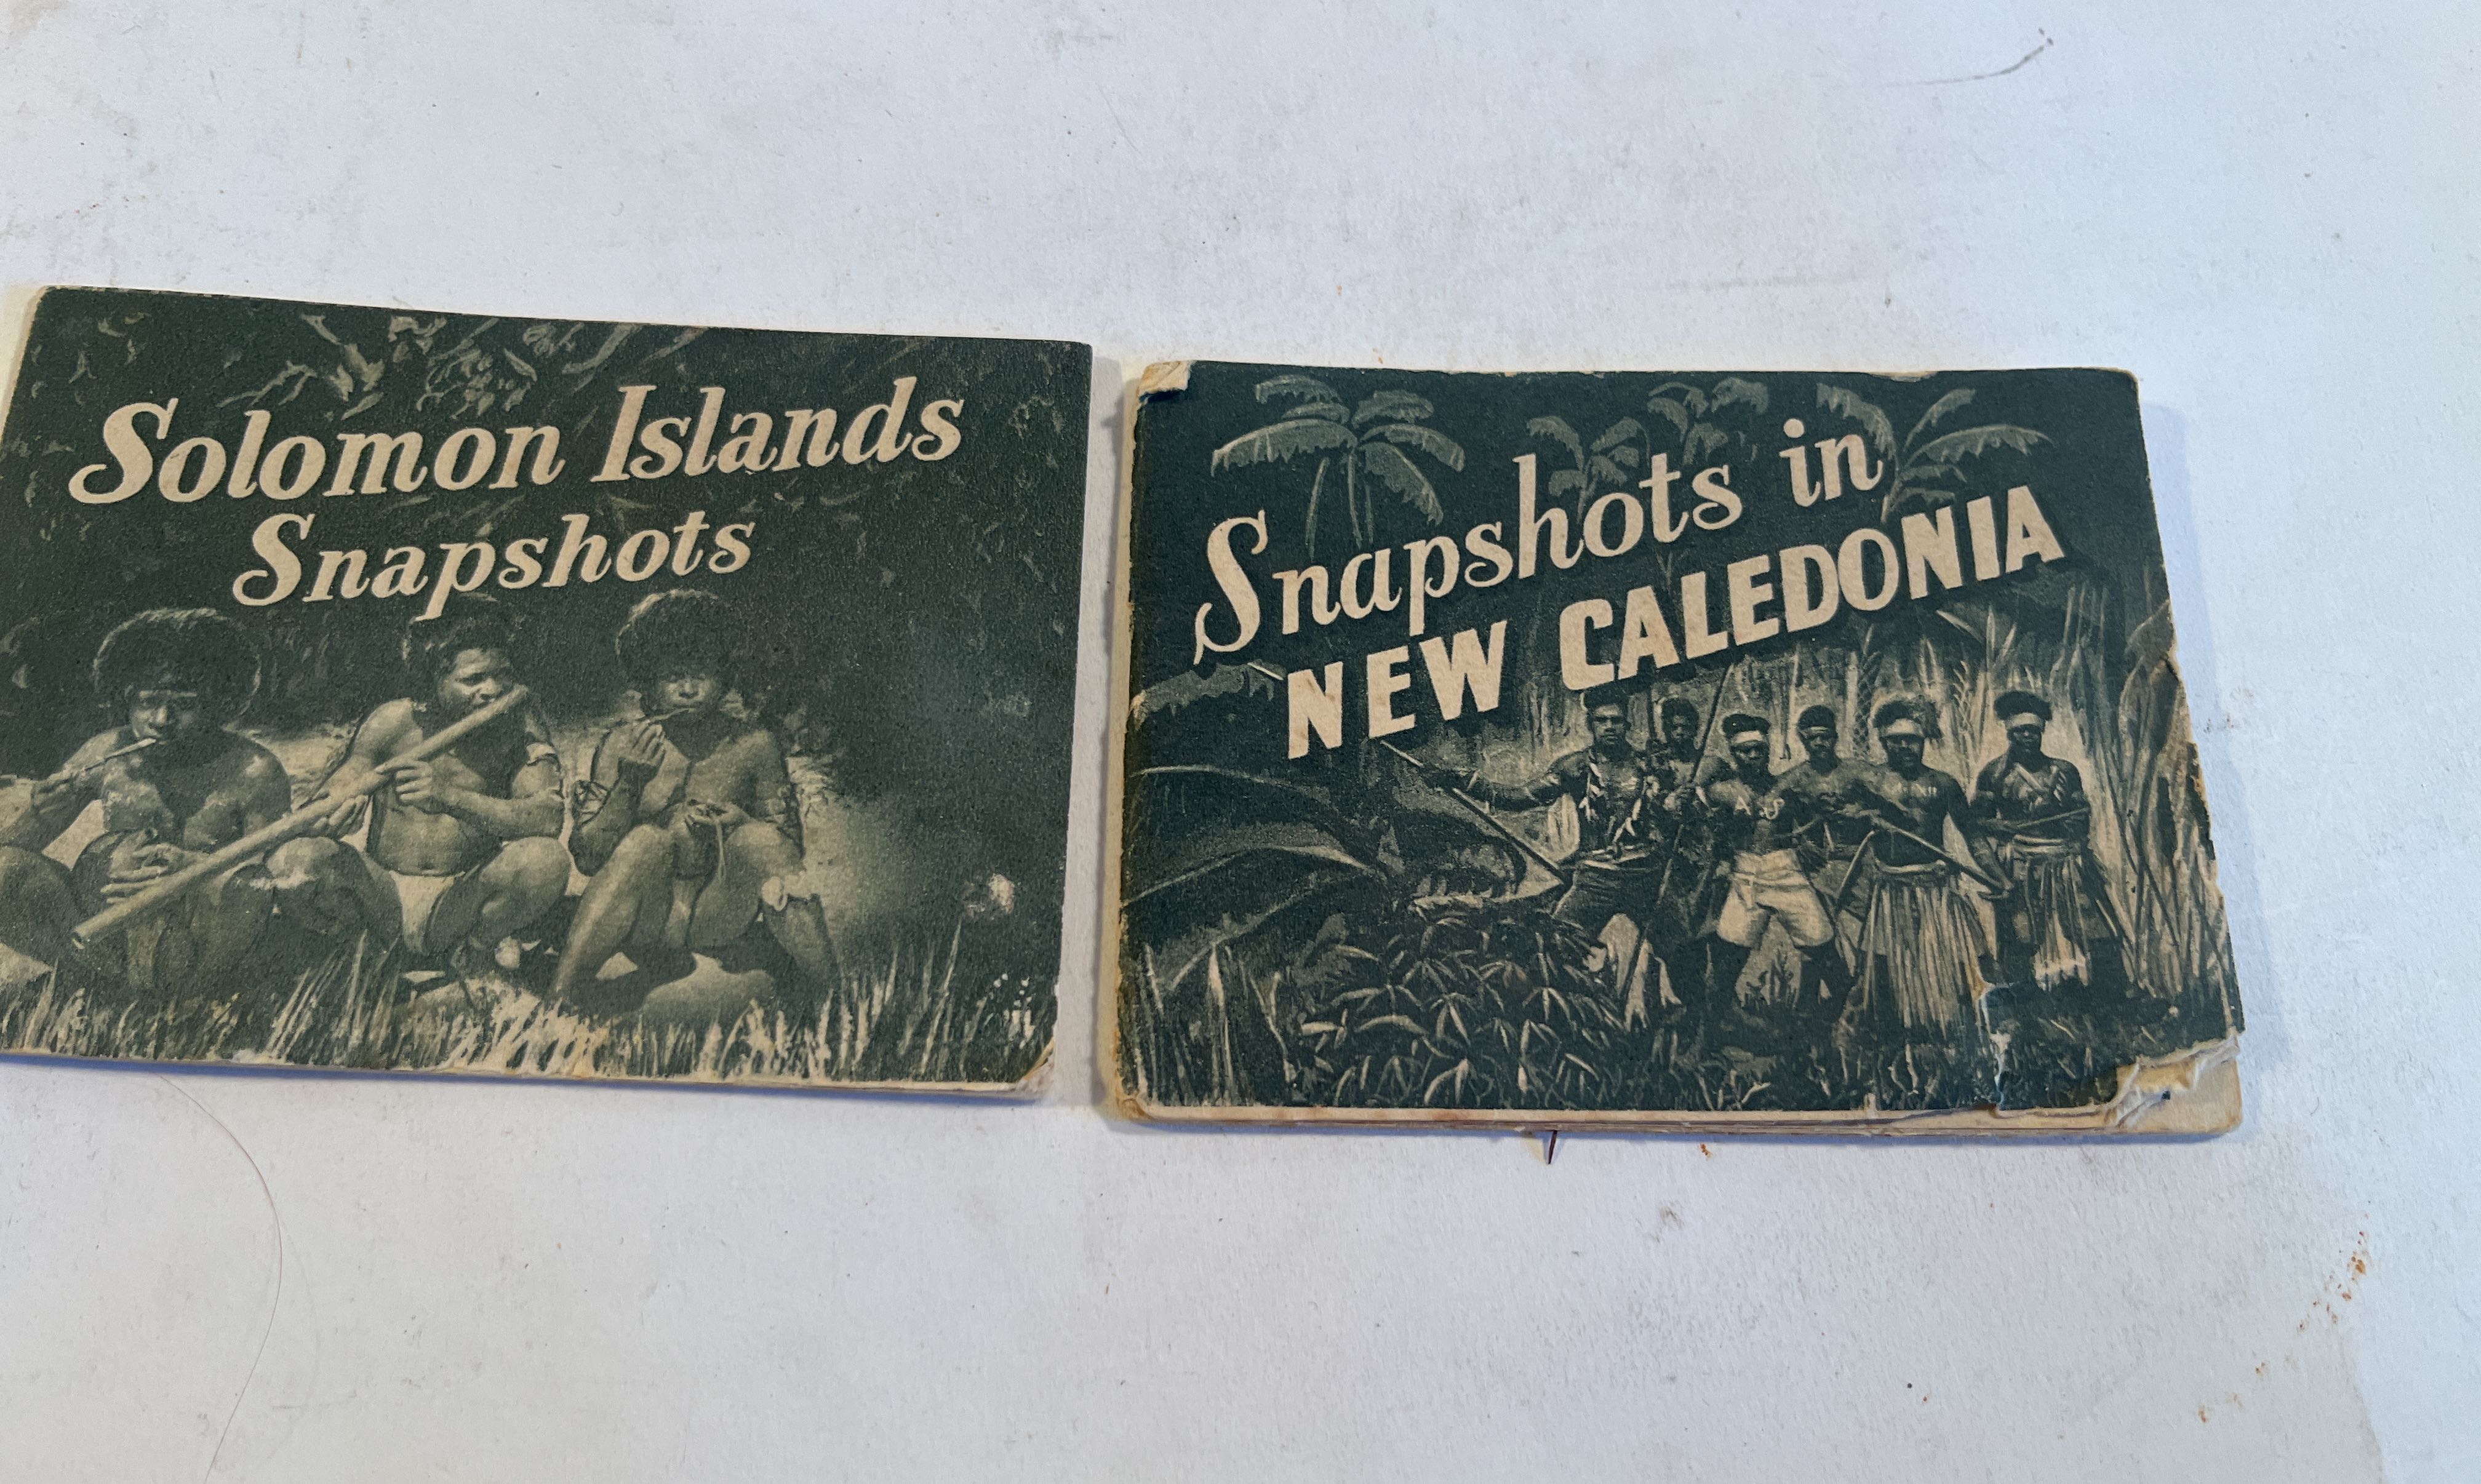 Solomon Islands
Snapshots
Snapshots in
NEW CALEDONIA